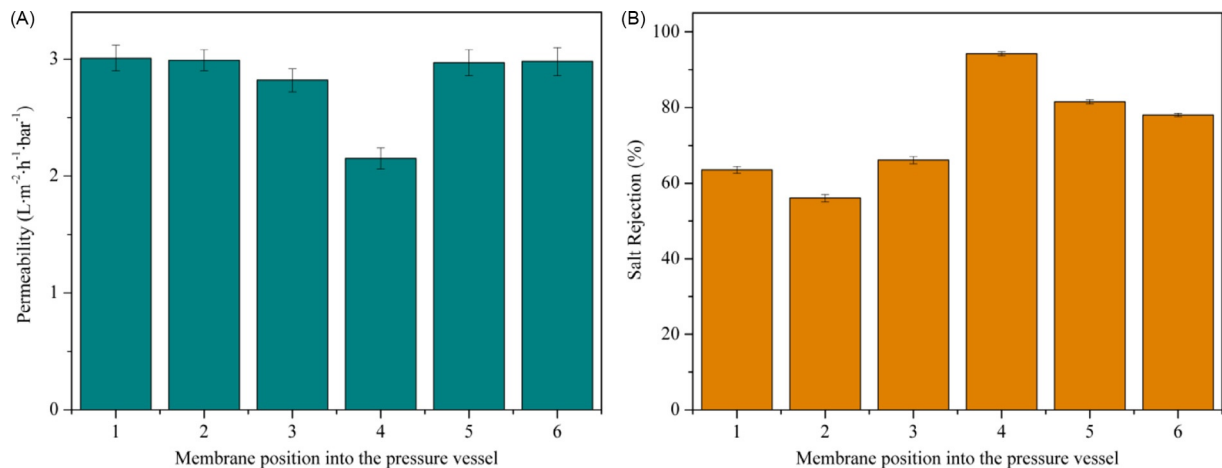 (A)
Permeability (L·m⁻²·h⁻¹·bar⁻¹)
3
2
1
0
1 2 3 4 5 6
Membrane position into the pressure vessel
(B)
Salt Rejection (%)
100
80
60
40
20
0
1 2 3 4 5 6
Membrane position into the pressure vessel